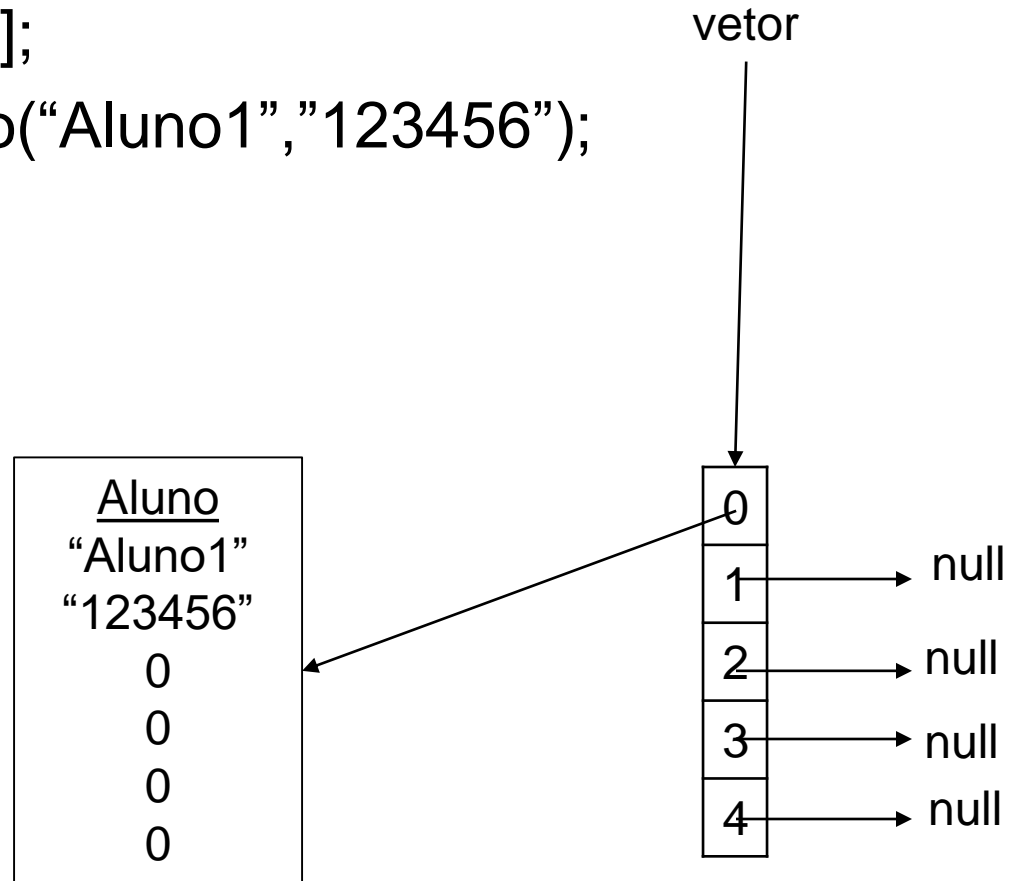 ];
o(“Aluno1”,”123456”);
vetor
Aluno
“Aluno1”
“123456”
0
0
0
0
0
1
2
3
4
null
null
null
null